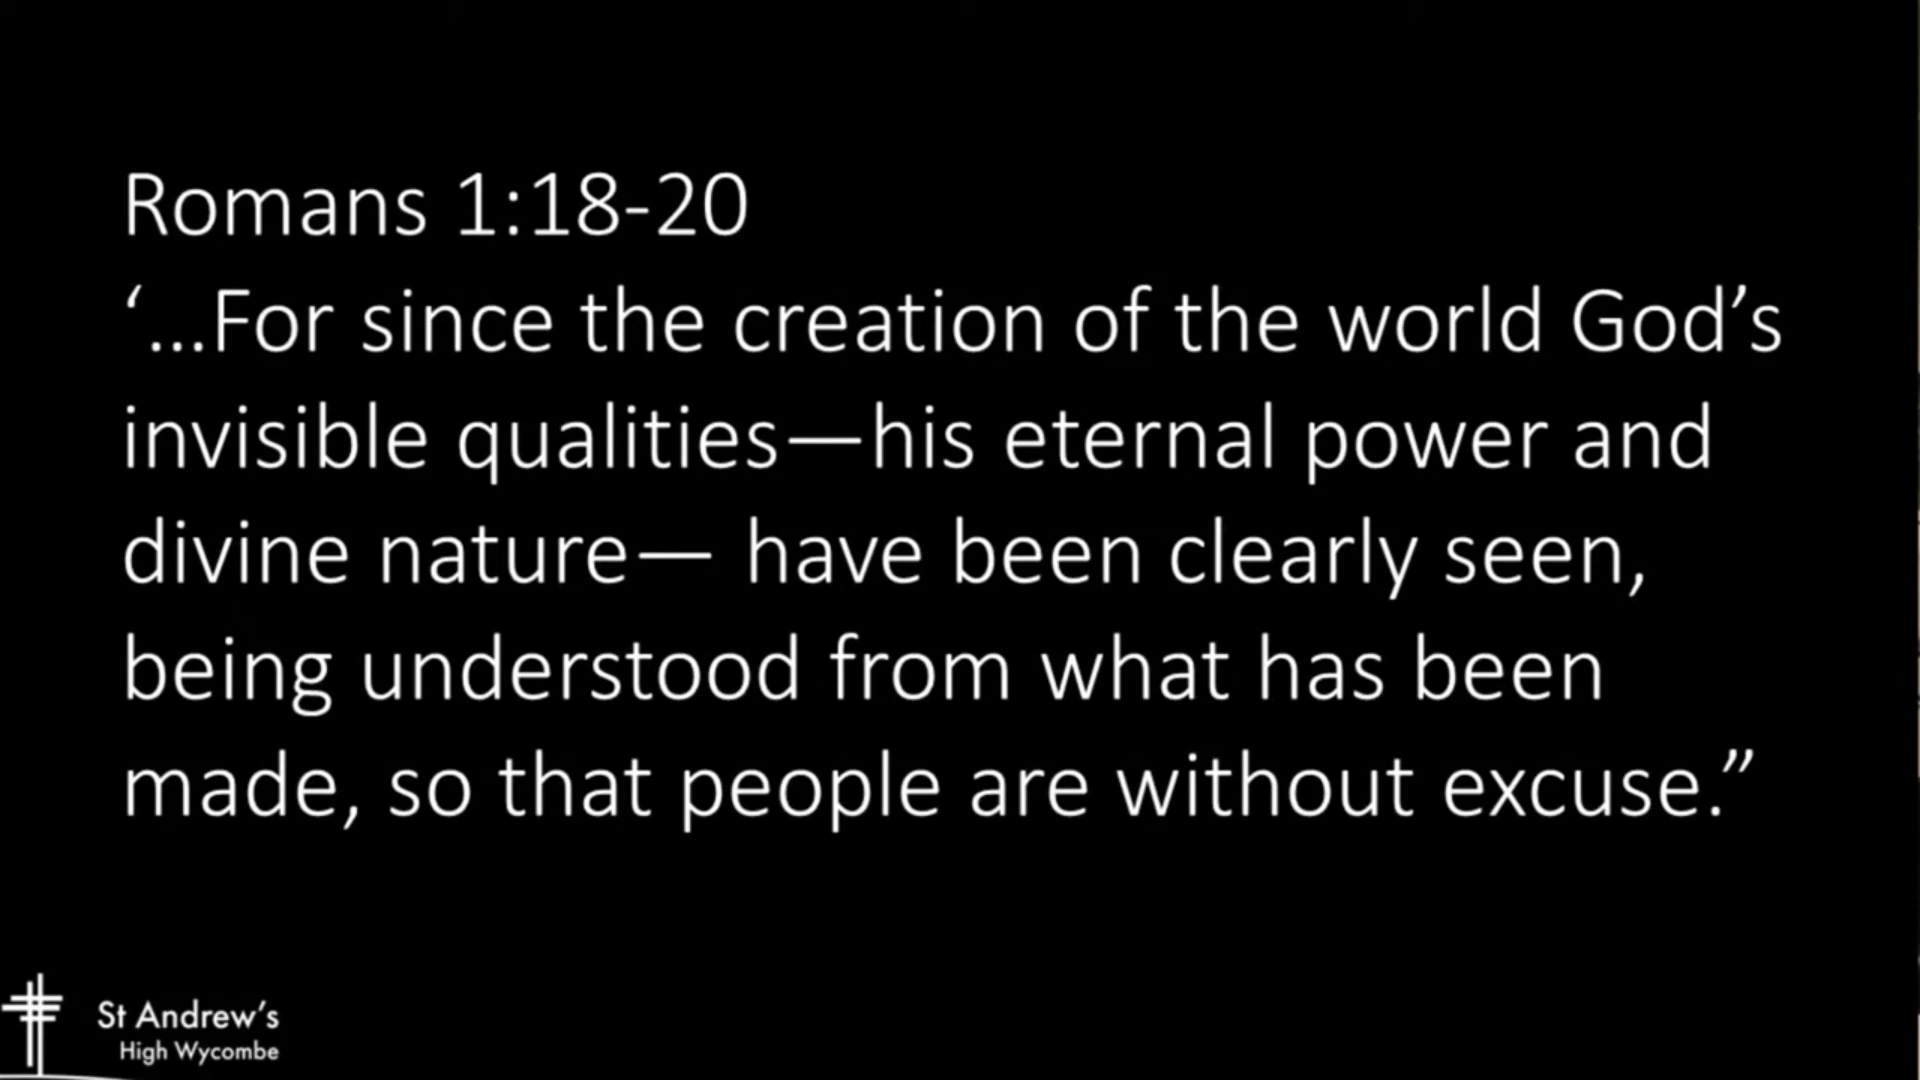 Romans 1:18-20
‘...For since the creation of the world God’s
invisible qualities—his eternal power and
divine nature— have been clearly seen,
being understood from what has been
made, so that people are without excuse.”
St Andrew’s
High Wycombe